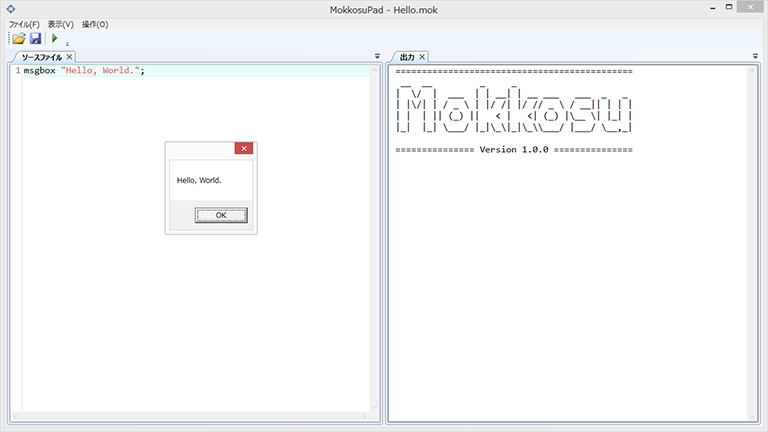 MokkosuPad - Hello.mok
ファイル(F) 表示(V) 操作(O)
ソースファイル
1 msgbox "Hello, World.";
Hello, World.
OK
出力
=============================================
Mokkosu
=============== Version 1.0.0 ===============